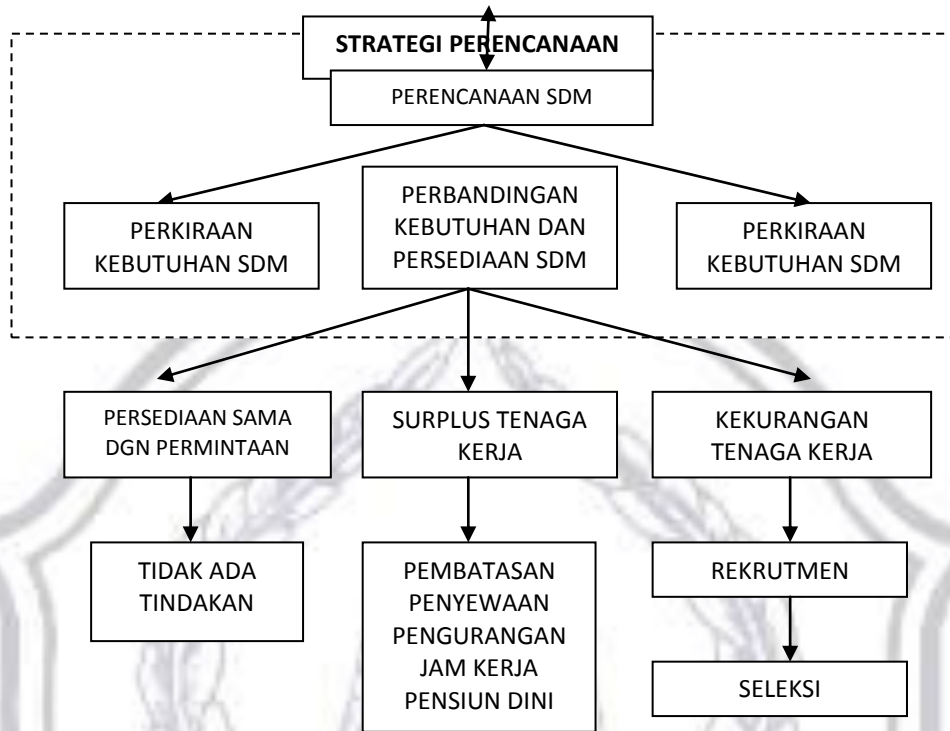 STRATEGI PERENCANAAN
PERENCANAAN SDM
PERKIRAAN
KEBUTUHAN SDM
PERBANDINGAN
KEBUTUHAN DAN
PERSEDIAAN SDM
PERKIRAAN
KEBUTUHAN SDM
PERSEDIAAN SAMA
DGN PERMINTAAN
SURPLUS TENAGA
KERJA
KEKURANGAN
TENAGA KERJA
TIDAK ADA
TINDAKAN
PEMBATASAN
PENYEWAAN
PENGURANGAN
JAM KERJA
PENSIUN DINI
REKRUTMEN
SELEKSI